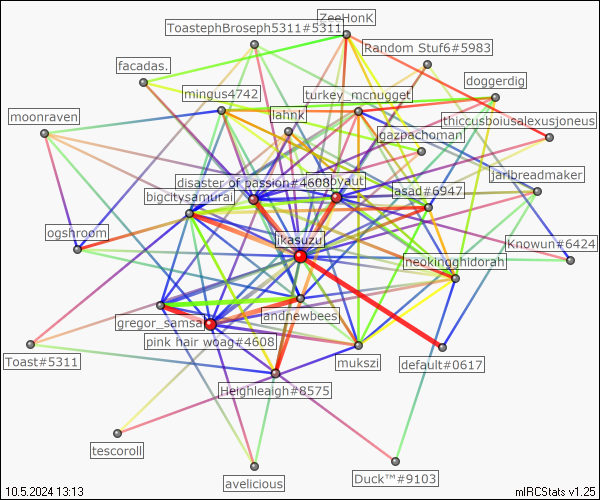 ZeeHonK
ToastephBroseph5311#5311
Random Stuf6#5983
facadas.
doggerdig
mingus4742
turkey_mcnugget
moonraven
lahnk
thiccusboiusalexusjoneus
gazpachoman
jarlbreadmaker
disaster of passion#4608
byaut
bigcitysamurai
asad#6947
ogshroom
ikasuzu
Knowun#6424
neokingghidorah
andnewbees
gregor_samsa
pink hair woag#4608
Toast#5311
mukszi
default#0617
Heighleaigh#8575
tescoroll
avelicious
Duck™#9103
10.5.2024 13:13
mIRCStats v1.25